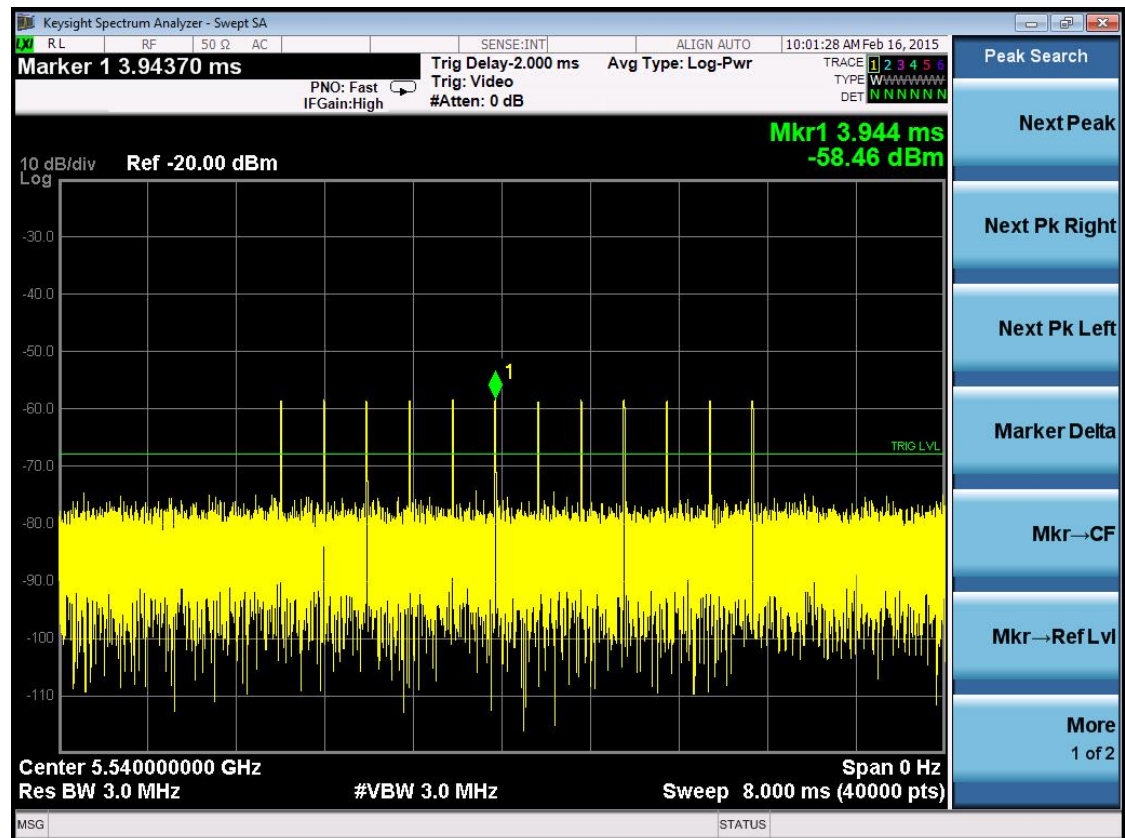 Keysight Spectrum Analyzer - Swept SA
LXI RL RF 50 Ω AC SENSE:INT ALIGN AUTO 10:01:28 AM Feb 16, 2015
Marker 1 3.94370 ms
PNO: Fast
IFGain:High
Trig Delay-2.000 ms
Trig: Video
#Atten: 0 dB
Avg Type: Log-Pwr
TRACE 1 2 3 4 5 6
TYPE WWWWWWW
DET N N N N N N
Mkr1 3.944 ms
-58.46 dBm
10 dB/div Ref -20.00 dBm
Log
-30.0
-40.0
-50.0
1
-60.0
TRIG LVL
-70.0
-80.0
-90.0
-100
-110
Center 5.540000000 GHz Span 0 Hz
Res BW 3.0 MHz #VBW 3.0 MHz Sweep 8.000 ms (40000 pts)
MSG STATUS
Peak Search
Next Peak
Next Pk Right
Next Pk Left
Marker Delta
Mkr→CF
Mkr→Ref Lvl
More
1 of 2